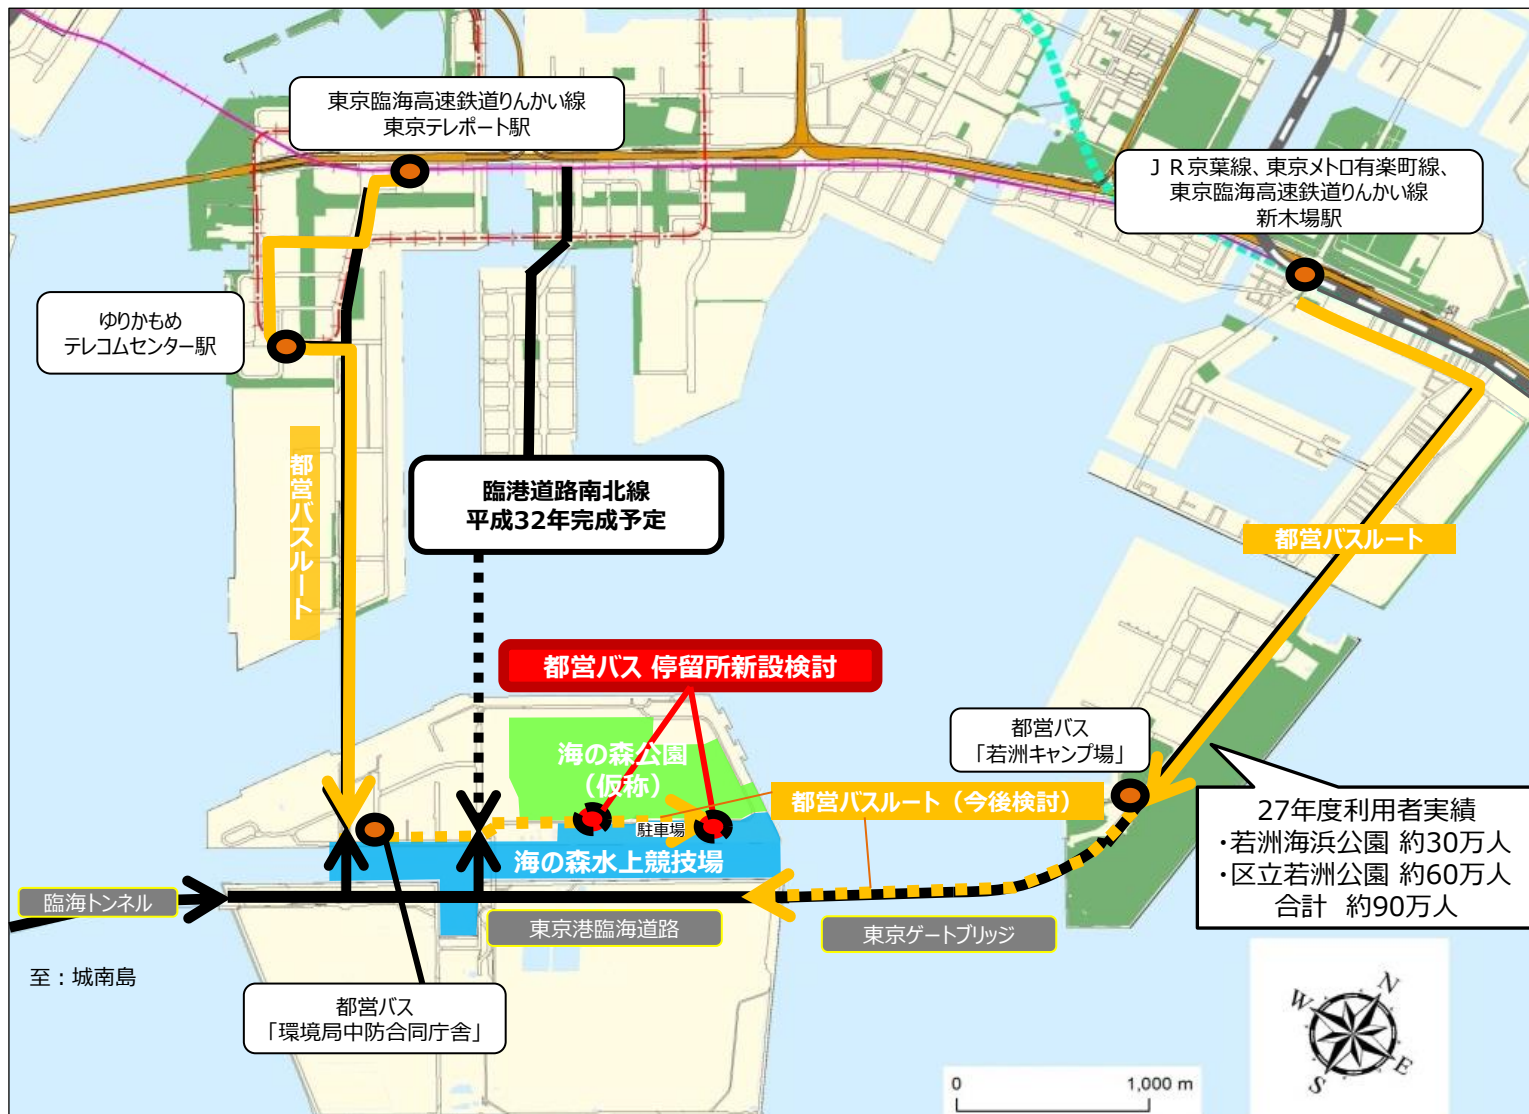 東京臨海高速鉄道りんかい線
東京テレポート駅
ＪＲ京葉線、東京メトロ有楽町線、
東京臨海高速鉄道りんかい線
新木場駅
ゆりかもめ
テレコムセンター駅
都営バスルート
臨港道路南北線
平成32年完成予定
都営バスルート
都営バス 停留所新設検討
都営バス
「若洲キャンプ場」
海の森公園
（仮称）
都営バスルート（今後検討）
駐車場
海の森水上競技場
27年度利用者実績
・若洲海浜公園 約30万人
・区立若洲公園 約60万人
合計 約90万人
臨海トンネル
東京港臨海道路
東京ゲートブリッジ
至：城南島
都営バス
「環境局中防合同庁舎」
N
W
E
S
0
1,000 m